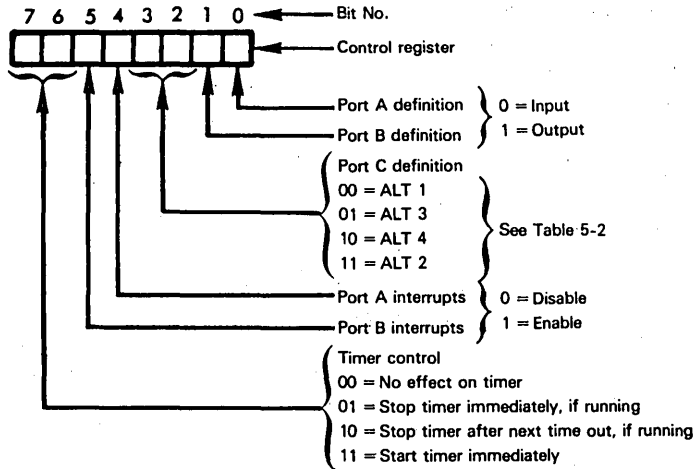 7 6 5 4 3 2 1 0 Bit No.
Control register
Port A definition
0 = Input
Port B definition
1 = Output
Port C definition
00 = ALT 1
01 = ALT 3
See Table 5-2
10 = ALT 4
11 = ALT 2
Port A interrupts
0 = Disable
Port B interrupts
1 = Enable
Timer control
00 = No effect on timer
01 = Stop timer immediately, if running
10 = Stop timer after next time out, if running
11 = Start timer immediately